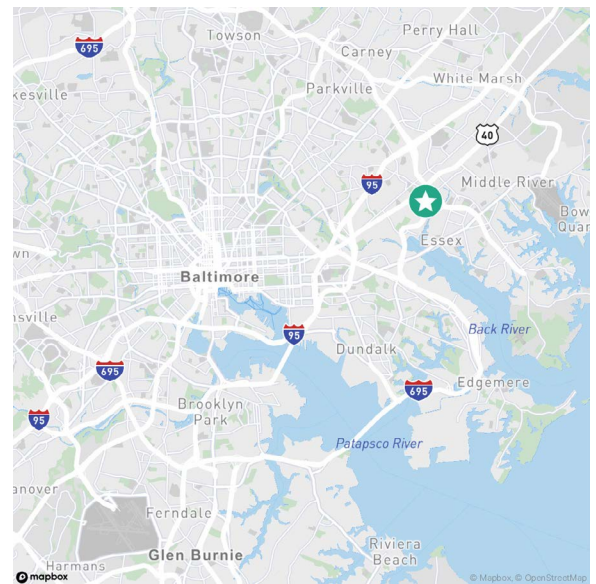 Towson
Perry Hall
695
Carney
kesville
Parkville
White Marsh
40
95
Middle River
Bow
Quar
Essex
wn
Baltimore
nsville
95
Back River
Dundalk
695
695
Edgemere
Brooklyn
Park
95
Patapsco River
anover
Ferndale
Glen Burnie
Riviera
Beach
Harmans
mapbox
© Mapbox, © OpenStreetMap